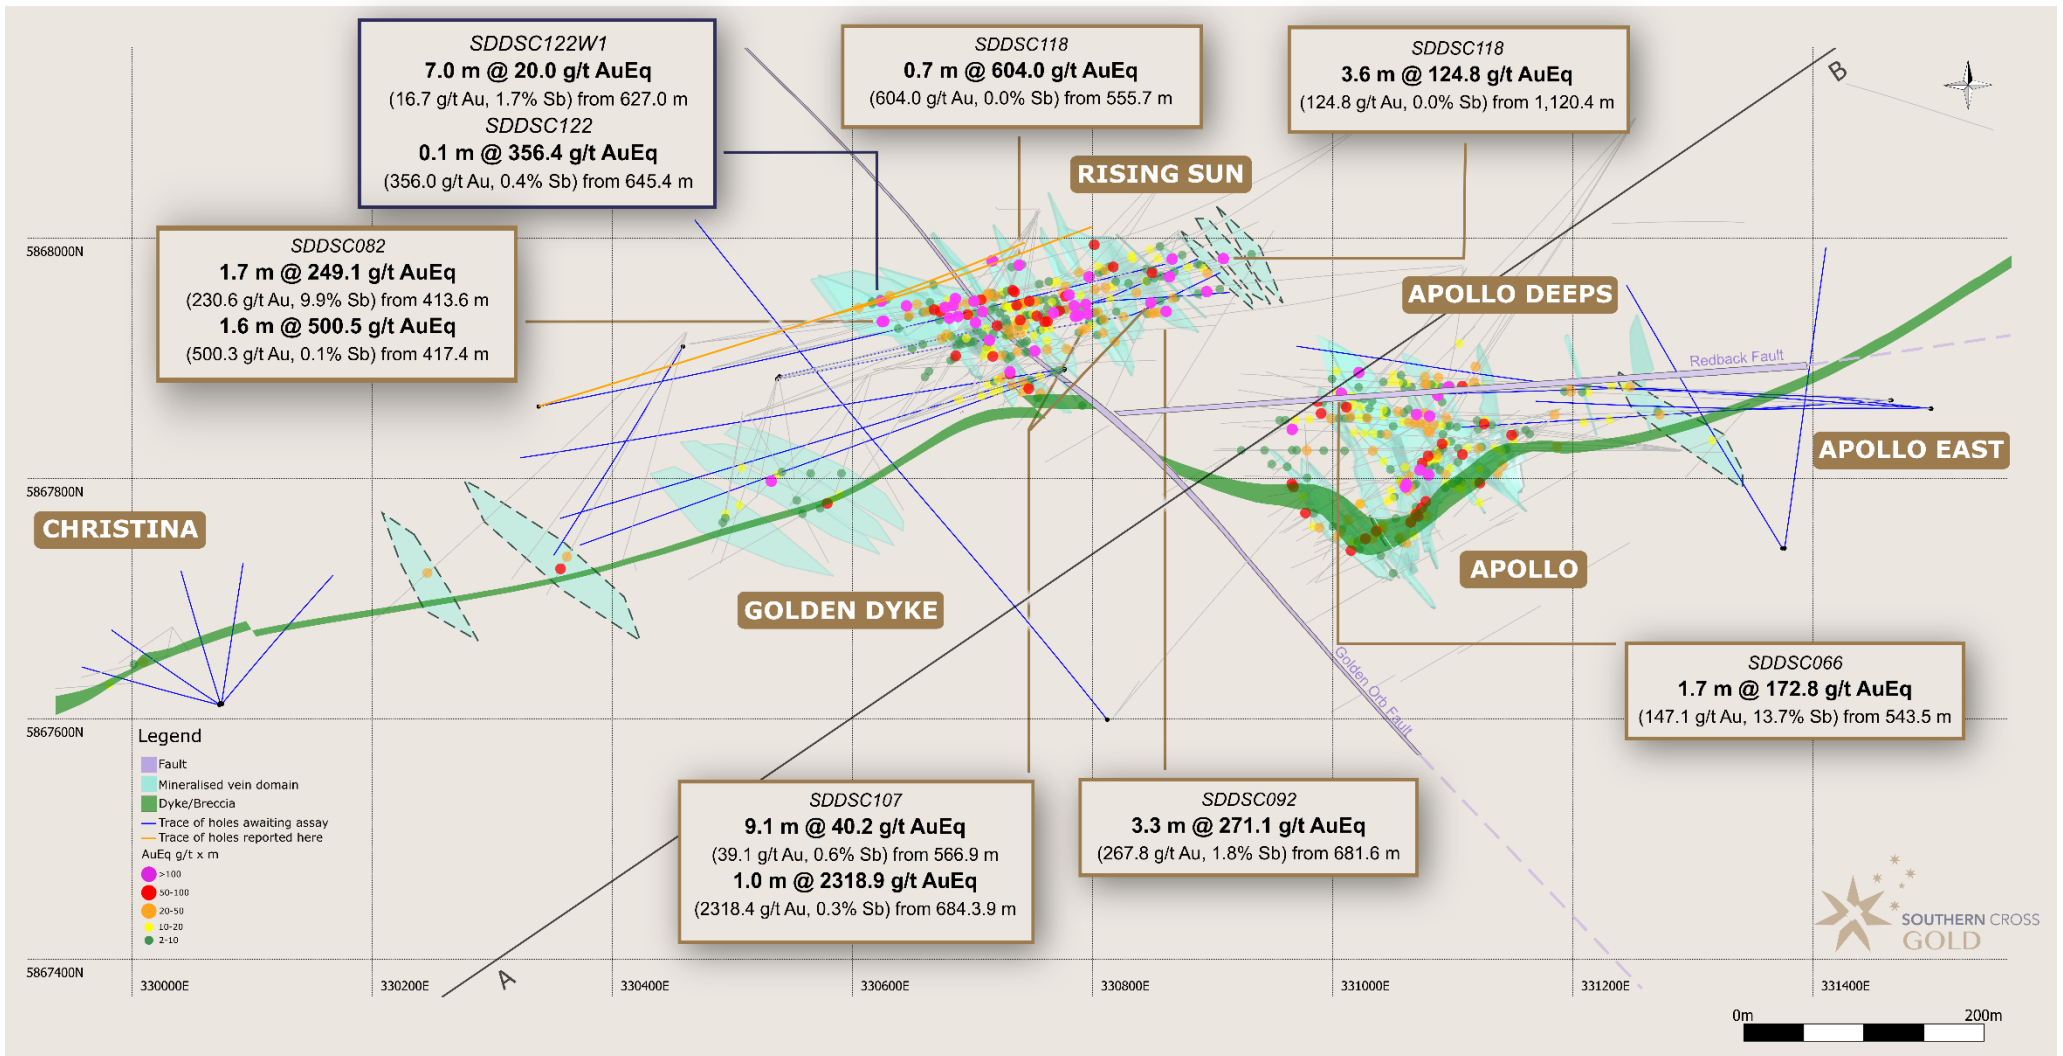 SDDSC122W1
7.0 m @ 20.0 g/t AuEq
(16.7 g/t Au, 1.7% Sb) from 627.0 m
SDDSC122
0.1 m @ 356.4 g/t AuEq
(356.0 g/t Au, 0.4% Sb) from 645.4 m
SDDSC118
0.7 m @ 604.0 g/t AuEq
(604.0 g/t Au, 0.0% Sb) from 555.7 m
SDDSC118
3.6 m @ 124.8 g/t AuEq
(124.8 g/t Au, 0.0% Sb) from 1,120.4 m
B
RISING SUN
SDDSC082
1.7 m @ 249.1 g/t AuEq
(230.6 g/t Au, 9.9% Sb) from 413.6 m
1.6 m @ 500.5 g/t AuEq
(500.3 g/t Au, 0.1% Sb) from 417.4 m
5868000N
APOLLO DEEPS
Redback Fault
APOLLO EAST
5867800N
CHRISTINA
APOLLO
GOLDEN DYKE
Golden Orb Fault
SDDSC066
1.7 m @ 172.8 g/t AuEq
(147.1 g/t Au, 13.7% Sb) from 543.5 m
5867600N
Legend
Fault
Mineralised vein domain
Dyke/Breccia
Trace of holes awaiting assay
Trace of holes reported here
AuEq g/t x m
>100
50-100
20-50
10-20
2-10
SDDSC107
9.1 m @ 40.2 g/t AuEq
(39.1 g/t Au, 0.6% Sb) from 566.9 m
1.0 m @ 2318.9 g/t AuEq
(2318.4 g/t Au, 0.3% Sb) from 684.3.9 m
SDDSC092
3.3 m @ 271.1 g/t AuEq
(267.8 g/t Au, 1.8% Sb) from 681.6 m
SOUTHERN CROSS
GOLD
5867400N
A
330000E
330200E
330400E
330600E
330800E
331000E
331200E
331400E
0m
200m